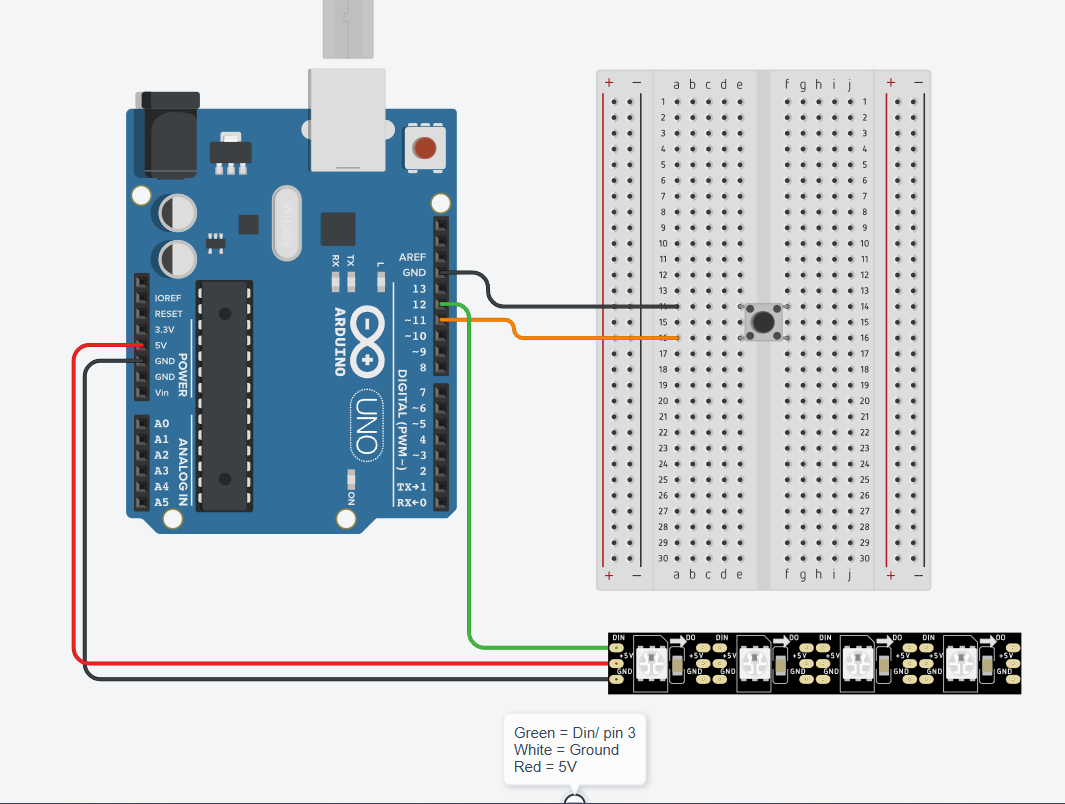 + − a b c d e f g h i j + −
1 1
2 2
3 3
4 4
5 5
6 6
7 7
8 8
9 9
10 10
11 11
12 12
13 13
14
15 15
16
17 17
18 18
19 19
20 20
21 21
22 22
23 23
24 24
25 25
26 26
27 27
28 28
29 29
30 30
+ − a b c d e f g h i j + −
AREF
GND
13
12
~11
~10
~9
8
7
~6
~5
4
~3
2
TX→1
RX←0
DIGITAL (PWM~)
RX
TX
L
ARDUINO
UNO
ON
IOREF
RESET
3.3V
5V
GND
GND
Vin
POWER
A0
A1
A2
A3
A4
A5
ANALOG IN
DIN DO DIN DO DIN DO DIN DO
+5V +5V +5V +5V
GND GND GND GND
Green = Din/ pin 3
White = Ground
Red = 5V